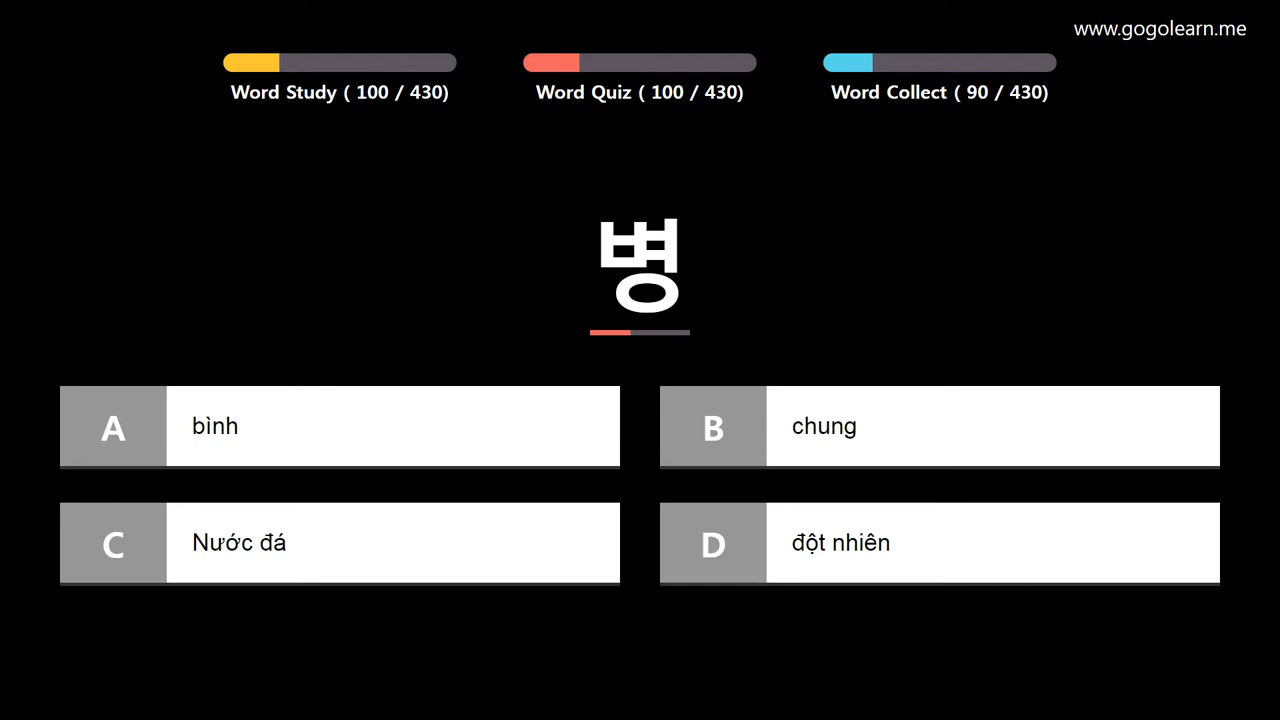 www.gogolearn.me
Word Study ( 100 / 430)
Word Quiz ( 100 / 430)
Word Collect ( 90 / 430)
병
A bình
B chung
C Nước đá
D đột nhiên